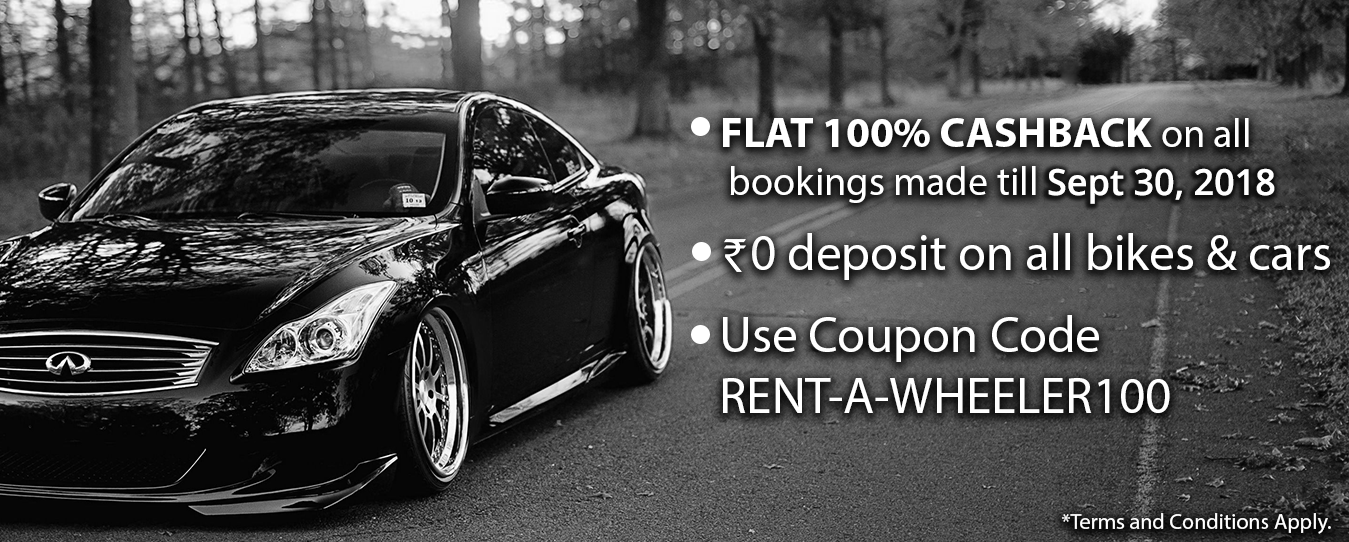 • FLAT 100% CASHBACK on all
bookings made till Sept 30, 2018
• ₹0 deposit on all bikes & cars
• Use Coupon Code
RENT-A-WHEELER100
*Terms and Conditions Apply.